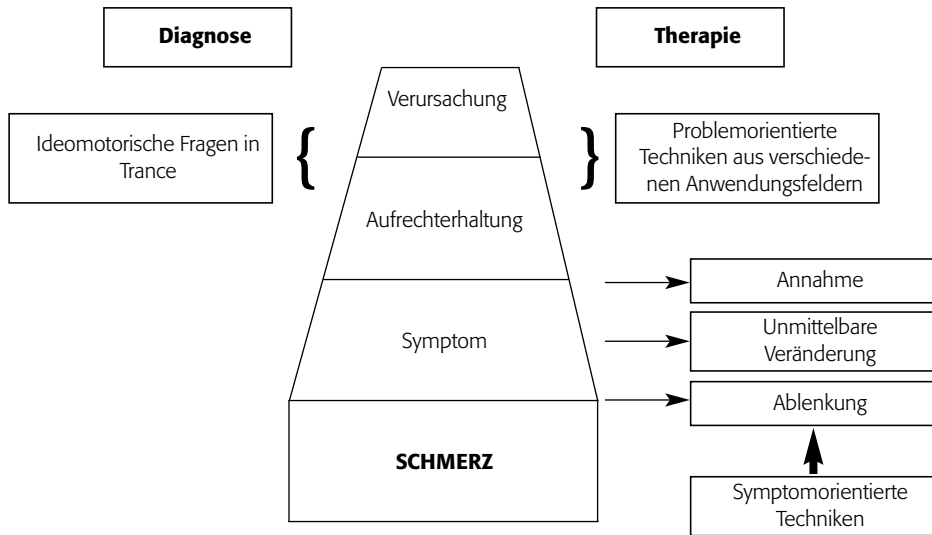 Diagnose
Therapie
Verursachung
Ideomotorische Fragen in
Trance
{
}
Problemorientierte
Techniken aus verschiede-
nen Anwendungsfeldern
Aufrechterhaltung
Annahme
Symptom
Unmittelbare
Veränderung
Ablenkung
SCHMERZ
Symptomorientierte
Techniken